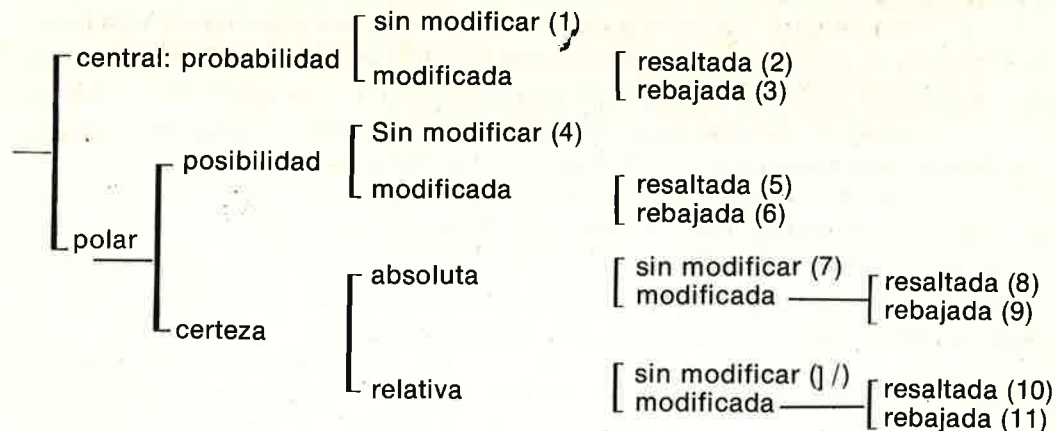 sin modificar (1)
central: probabilidad
modificada
resaltada (2)
rebajada (3)
Sin modificar (4)
posibilidad
modificada
resaltada (5)
rebajada (6)
polar
absoluta
sin modificar (7)
modificada
resaltada (8)
rebajada (9)
certeza
relativa
sin modificar (] /)
modificada
resaltada (10)
rebajada (11)